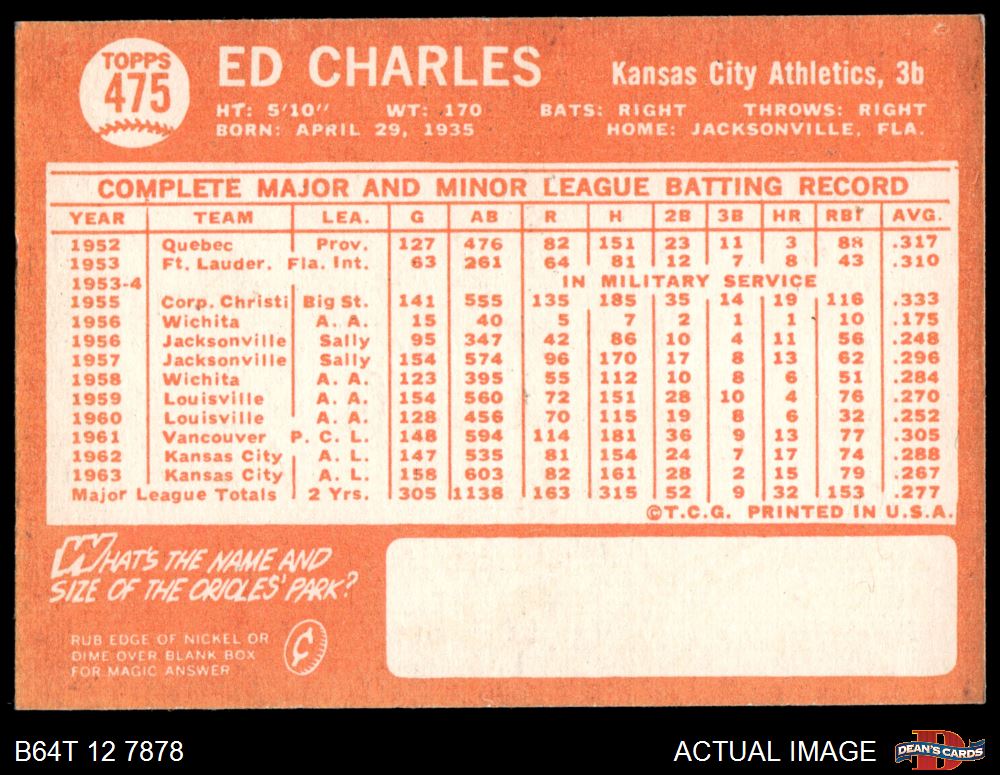 TOPPS
475
ED CHARLES
Kansas City Athletics, 3b
HT: 5'10" WT: 170 BATS: RIGHT THROWS: RIGHT
BORN: APRIL 29, 1935 HOME: JACKSONVILLE, FLA.
COMPLETE MAJOR AND MINOR LEAGUE BATTING RECORD
YEAR TEAM LEA. G AB R H 2B 3B HR RBI AVG.
1952 Quebec Prov. 127 476 82 151 23 11 3 88 .317
1953 Ft. Lauder. Fla. Int. 63 261 64 81 12 7 8 43 .310
1953-4 IN MILITARY SERVICE
1955 Corp. Christi Big St. 141 555 135 185 35 14 19 116 .333
1956 Wichita A. A. 15 40 5 7 2 1 1 10 .175
1956 Jacksonville Sally 95 347 42 86 10 4 11 56 .248
1957 Jacksonville Sally 154 574 96 170 17 8 13 62 .296
1958 Wichita A. A. 123 395 55 112 10 8 6 51 .284
1959 Louisville A. A. 154 560 72 151 28 10 4 76 .270
1960 Louisville A. A. 128 456 70 115 19 8 6 32 .252
1961 Vancouver P. C. L. 148 594 114 181 36 9 13 77 .305
1962 Kansas City A. L. 147 535 81 154 24 7 17 74 .288
1963 Kansas City A. L. 158 603 82 161 28 2 15 79 .267
Major League Totals 2 Yrs. 305 1138 163 315 52 9 32 153 .277
©T.C.G. PRINTED IN U.S.A.
WHAT'S THE NAME AND
SIZE OF THE ORIOLES' PARK?
RUB EDGE OF NICKEL OR
DIME OVER BLANK BOX
FOR MAGIC ANSWER
¢
B64T 12 7878
ACTUAL IMAGE
DEAN'S CARDS